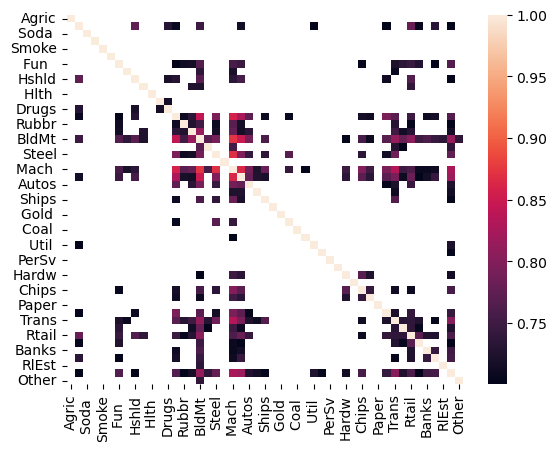 Agric
Soda
Smoke
Fun
Hshld
Hlth
Drugs
Rubbr
BldMt
Steel
Mach
Autos
Ships
Gold
Coal
Util
PerSv
Hardw
Chips
Paper
Trans
Rtail
Banks
RlEst
Other
1.00
0.95
0.90
0.85
0.80
0.75
Agric
Soda
Smoke
Fun
Hshld
Hlth
Drugs
Rubbr
BldMt
Steel
Mach
Autos
Ships
Gold
Coal
Util
PerSv
Hardw
Chips
Paper
Trans
Rtail
Banks
RlEst
Other